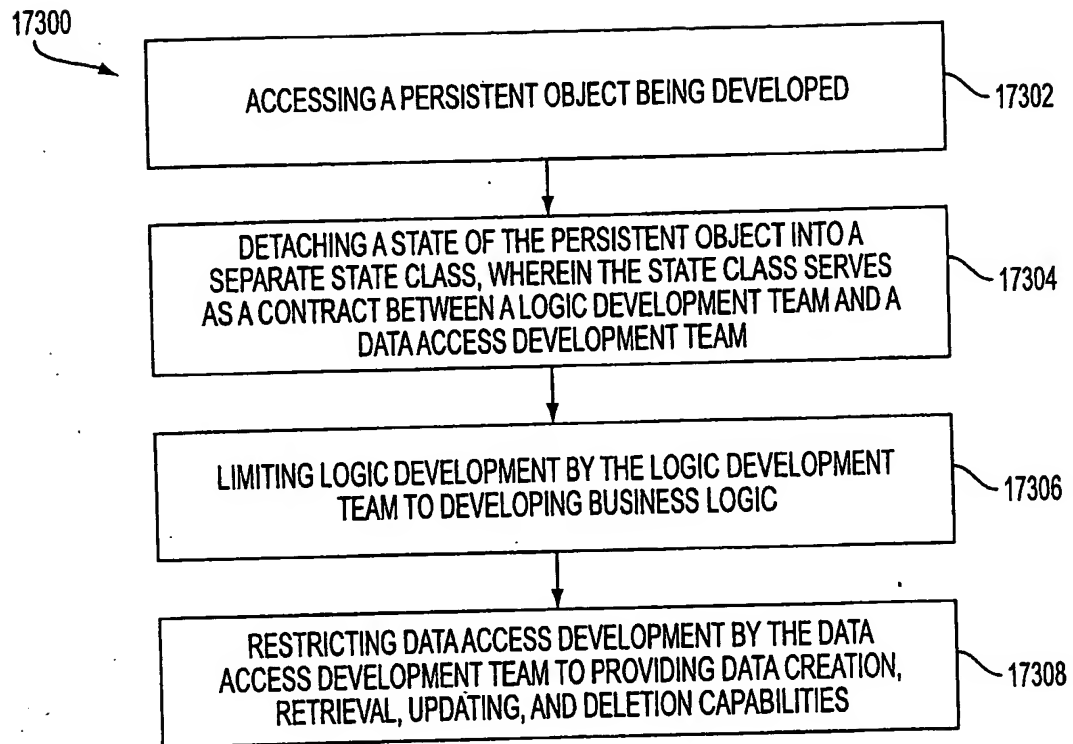 17300
ACCESSING A PERSISTENT OBJECT BEING DEVELOPED
17302
DETACHING A STATE OF THE PERSISTENT OBJECT INTO A
SEPARATE STATE CLASS, WHEREIN THE STATE CLASS SERVES
AS A CONTRACT BETWEEN A LOGIC DEVELOPMENT TEAM AND A
DATA ACCESS DEVELOPMENT TEAM
17304
LIMITING LOGIC DEVELOPMENT BY THE LOGIC DEVELOPMENT
TEAM TO DEVELOPING BUSINESS LOGIC
17306
RESTRICTING DATA ACCESS DEVELOPMENT BY THE DATA
ACCESS DEVELOPMENT TEAM TO PROVIDING DATA CREATION,
RETRIEVAL, UPDATING, AND DELETION CAPABILITIES
17308